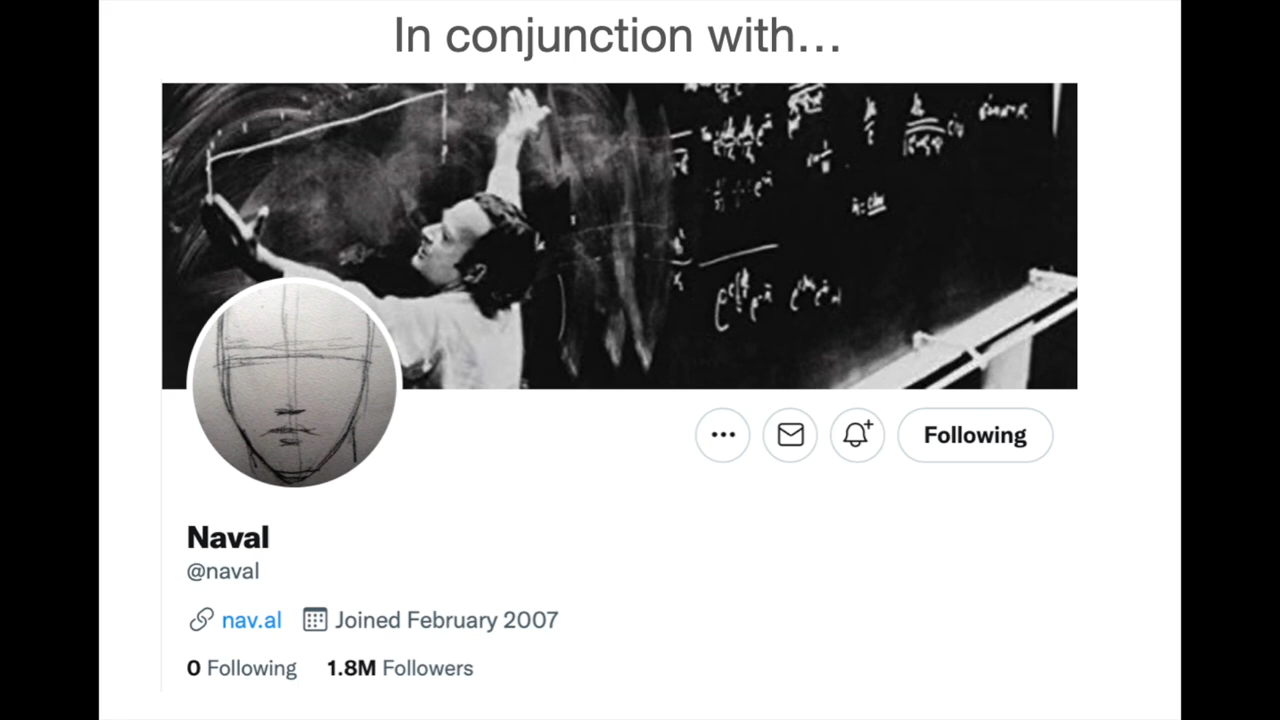 In conjunction with...
Following
Naval
@naval
nav.al Joined February 2007
0 Following 1.8M Followers